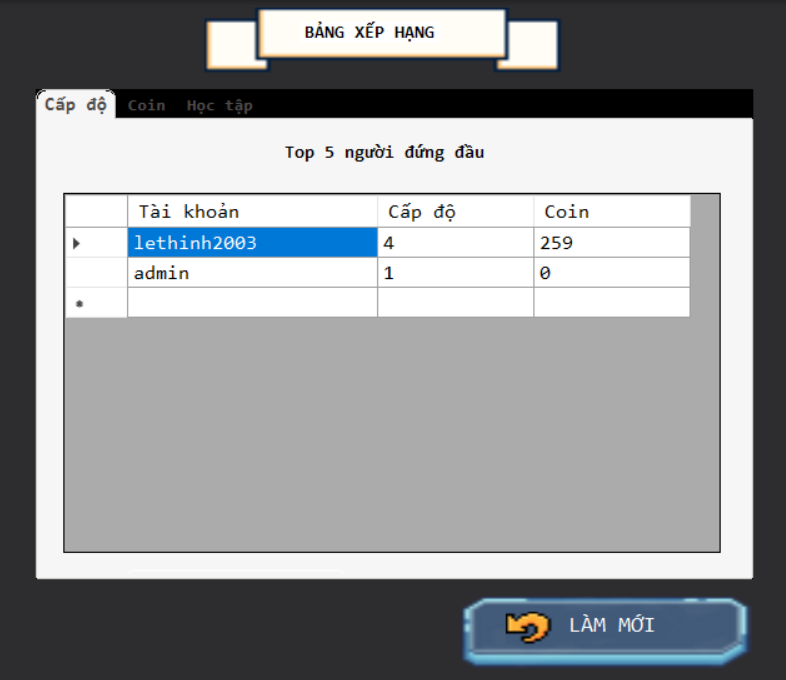 BẢNG XẾP HẠNG
Cấp độ Coin Học tập
Top 5 người đứng đầu
Tài khoản Cấp độ Coin
lethinh2003 4 259
admin 1 0
LÀM MỚI